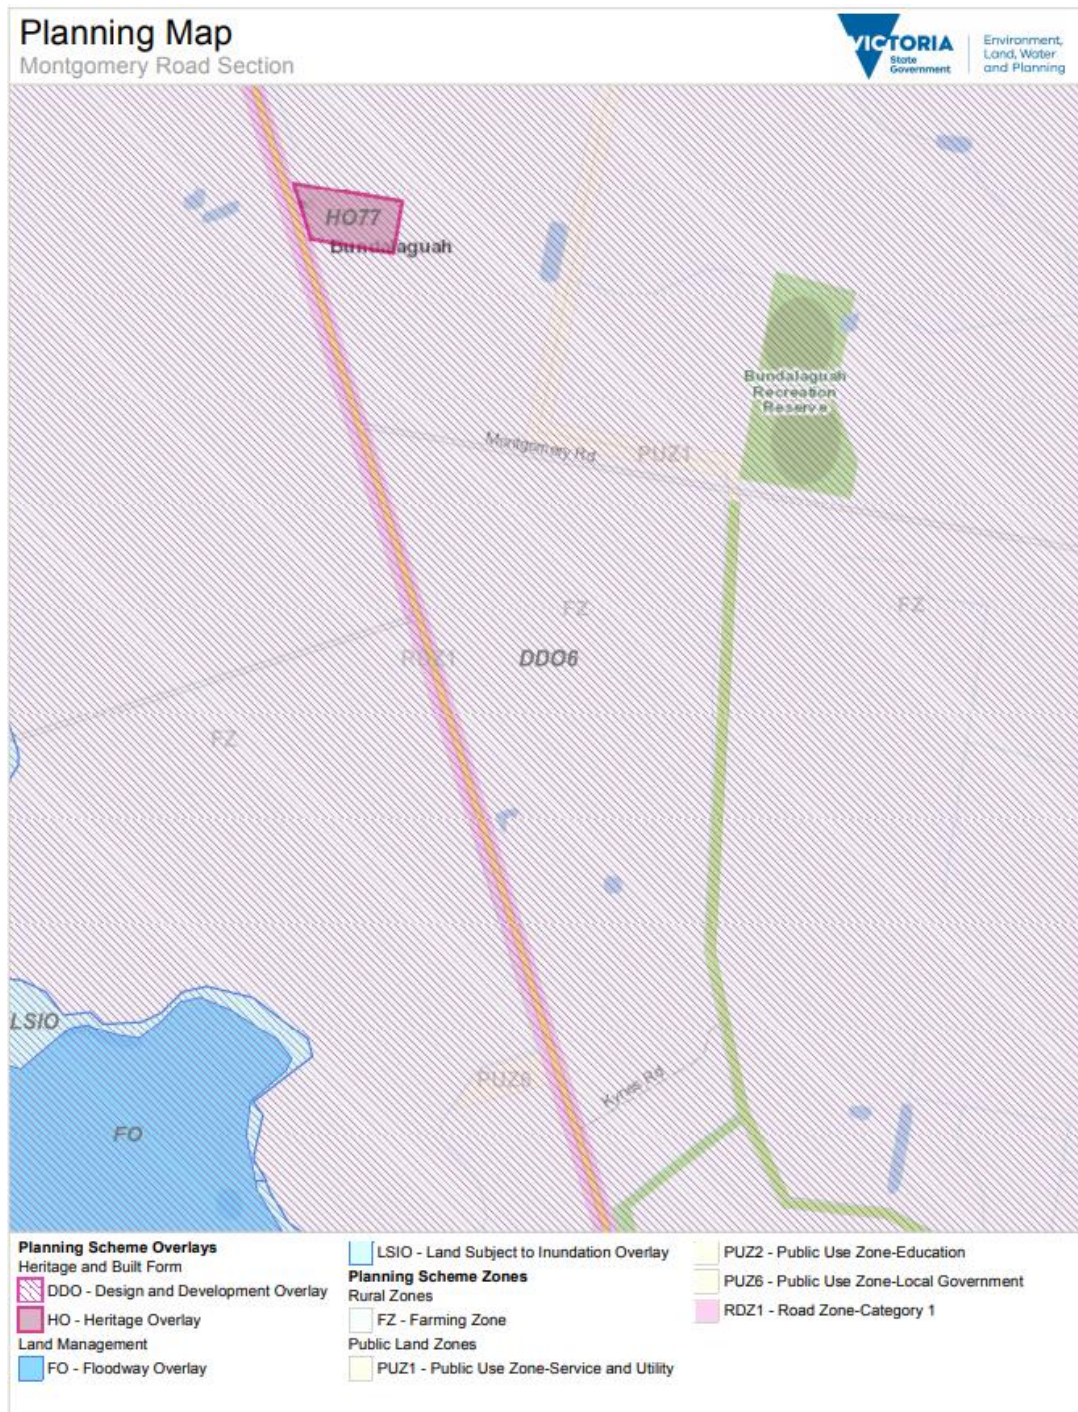 Planning Map
Montgomery Road Section
VICTORIA
State
Government
Environment,
Land, Water
and Planning
HO77
Bundalaguah
Bundalaguah
Recreation
Reserve
Montgomery Rd
PUZ1
FZ
FZ
RDZ1
DDO6
FZ
LSIO
PUZ6
Kynes Rd
FO
Planning Scheme Overlays
Heritage and Built Form
DDO - Design and Development Overlay
HO - Heritage Overlay
Land Management
FO - Floodway Overlay
LSIO - Land Subject to Inundation Overlay
Planning Scheme Zones
Rural Zones
FZ - Farming Zone
Public Land Zones
PUZ1 - Public Use Zone-Service and Utility
PUZ2 - Public Use Zone-Education
PUZ6 - Public Use Zone-Local Government
RDZ1 - Road Zone-Category 1